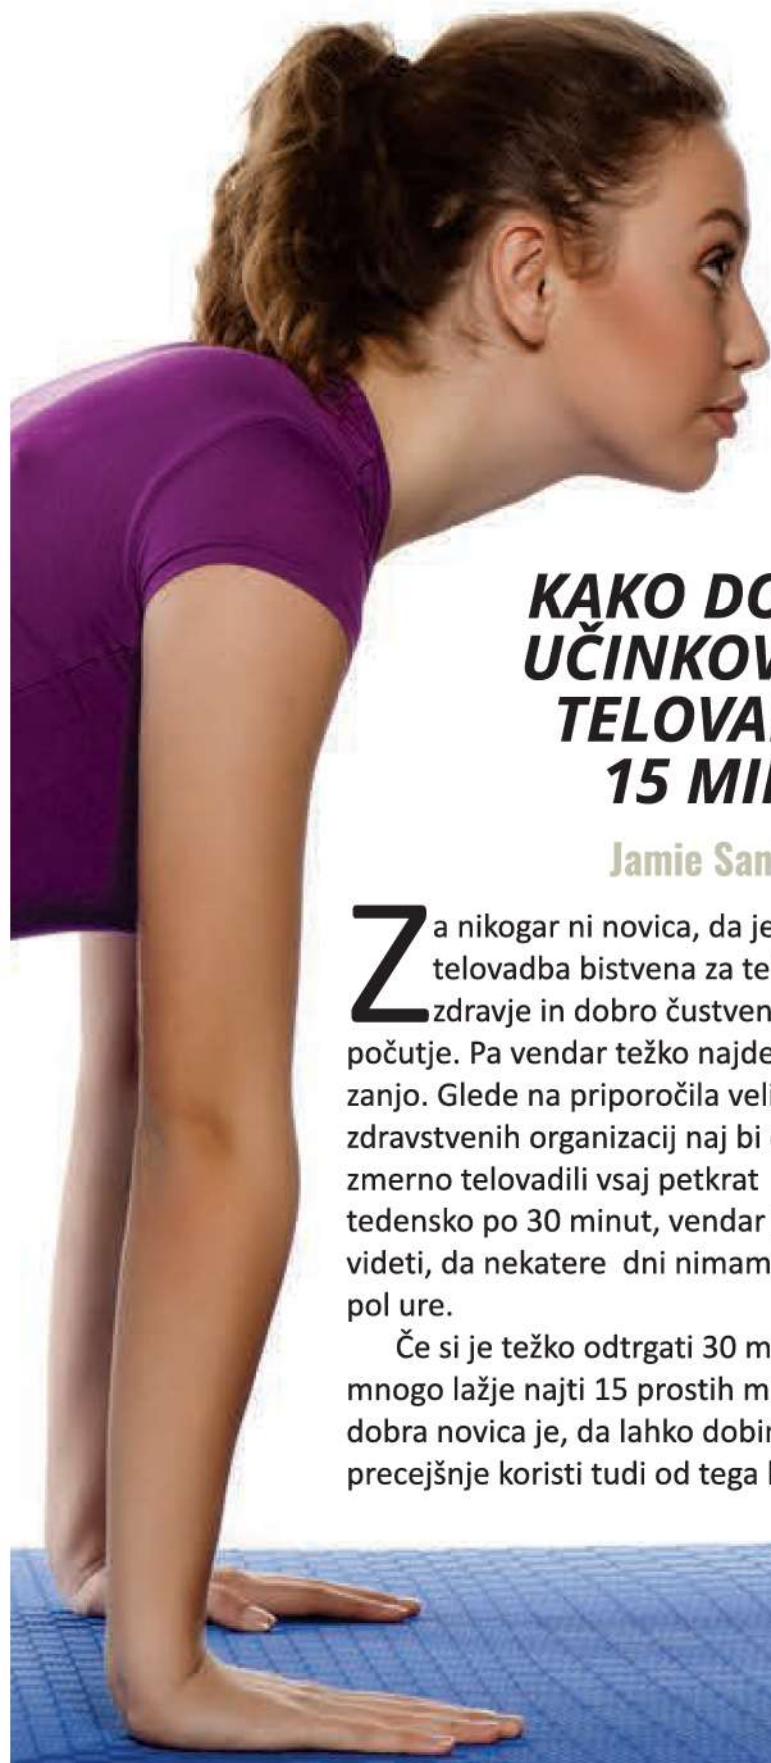 KAKO DO
UČINKOV
TELOVA
15 MI
Jamie San
Za nikogar ni novica, da je
telovadba bistvena za te
zdravje in dobro čustven
počutje. Pa vendar težko najde
zanjo. Glede na priporočila veli
zdravstvenih organizacij naj bi
zmerno telovadili vsaj petkrat
tedensko po 30 minut, vendar
videti, da nekatere dni nimam
pol ure.
Če si je težko odtrgati 30 m
mnogo lažje najti 15 prostih m
dobra novica je, da lahko dobi
precejšnje koristi tudi od tega